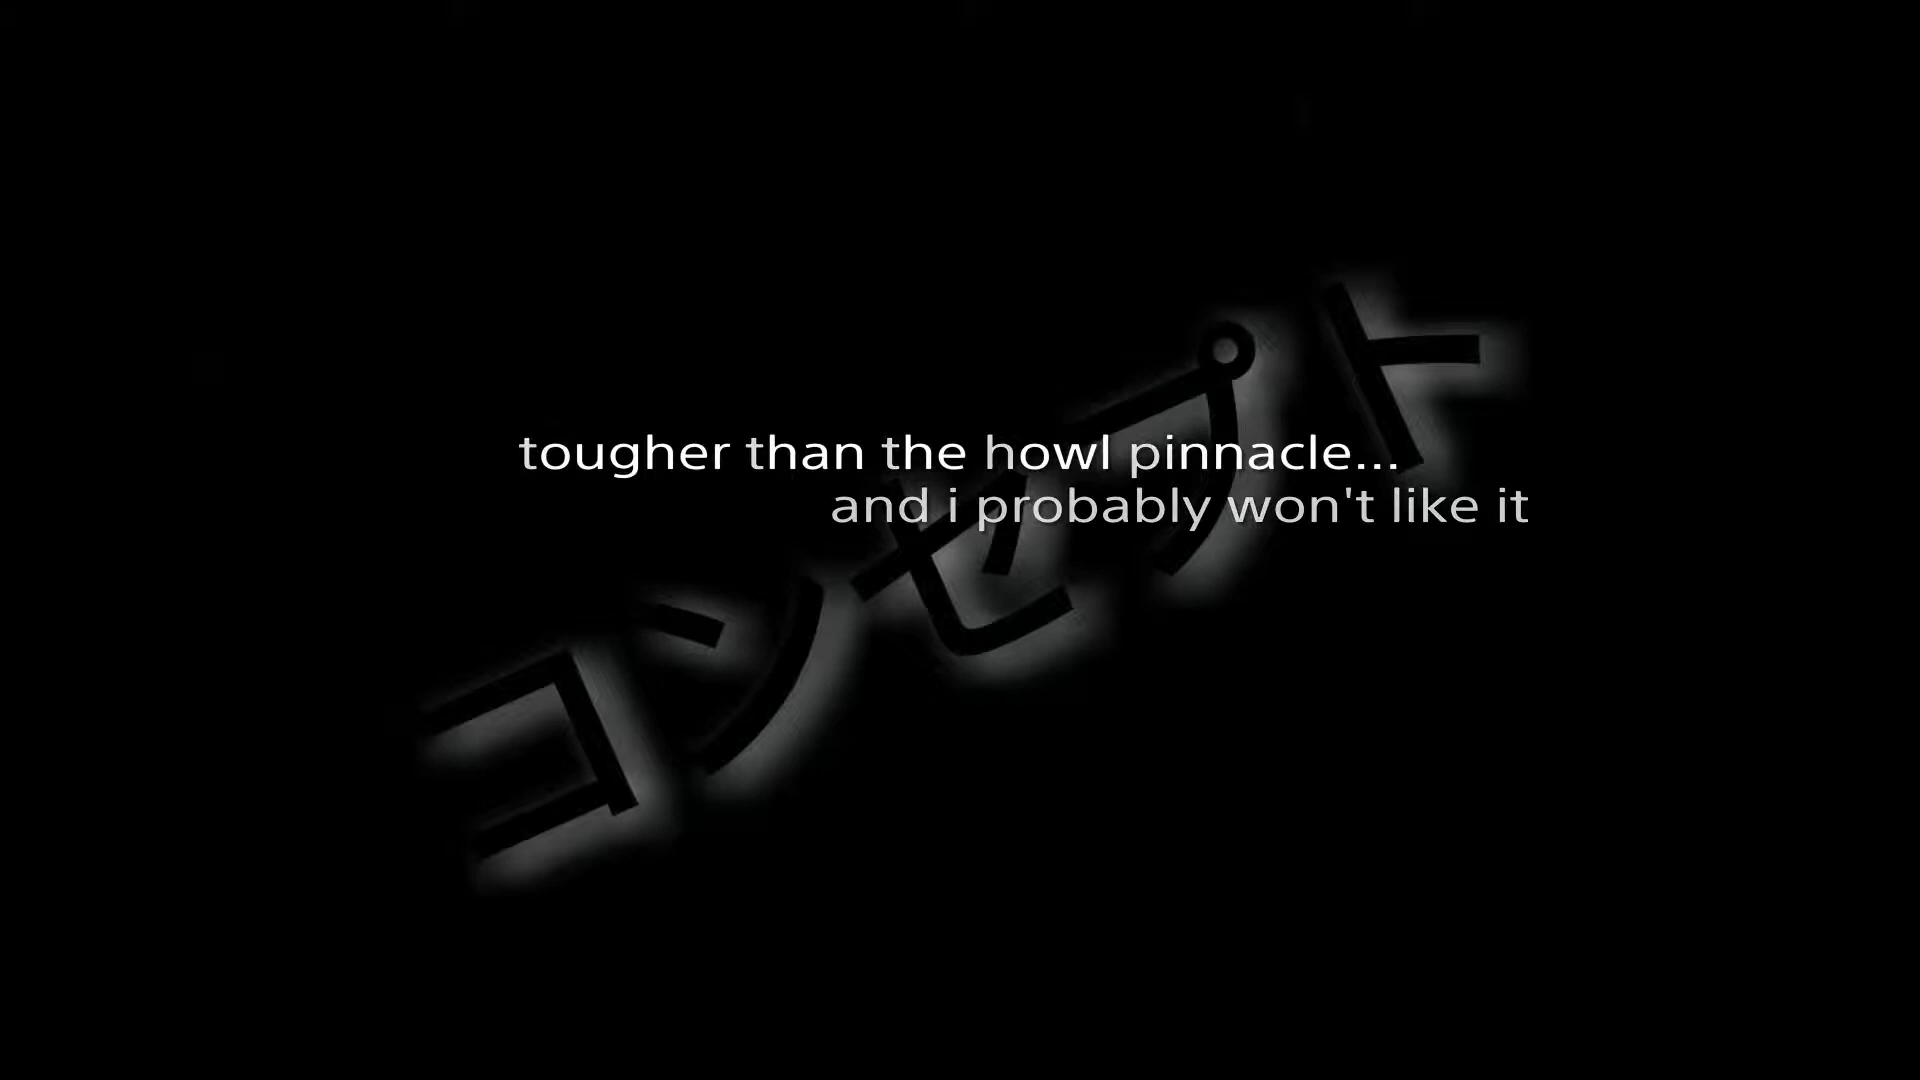 tougher than the howl pinnacle...
and i probably won't like it
コンセプト